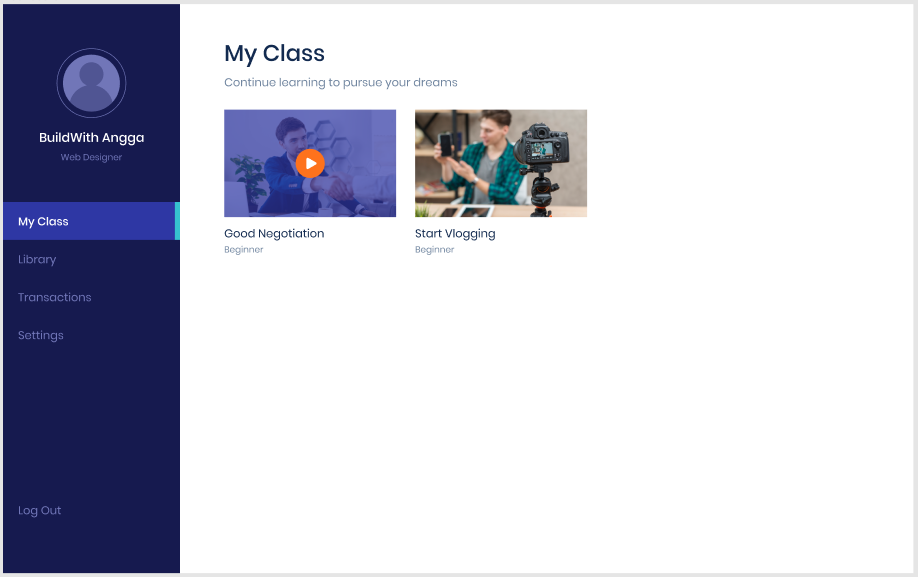 BuildWith Angga
Web Designer
My Class
Library
Transactions
Settings
Log Out
My Class
Continue learning to pursue your dreams
Good Negotiation
Beginner
Start Vlogging
Beginner